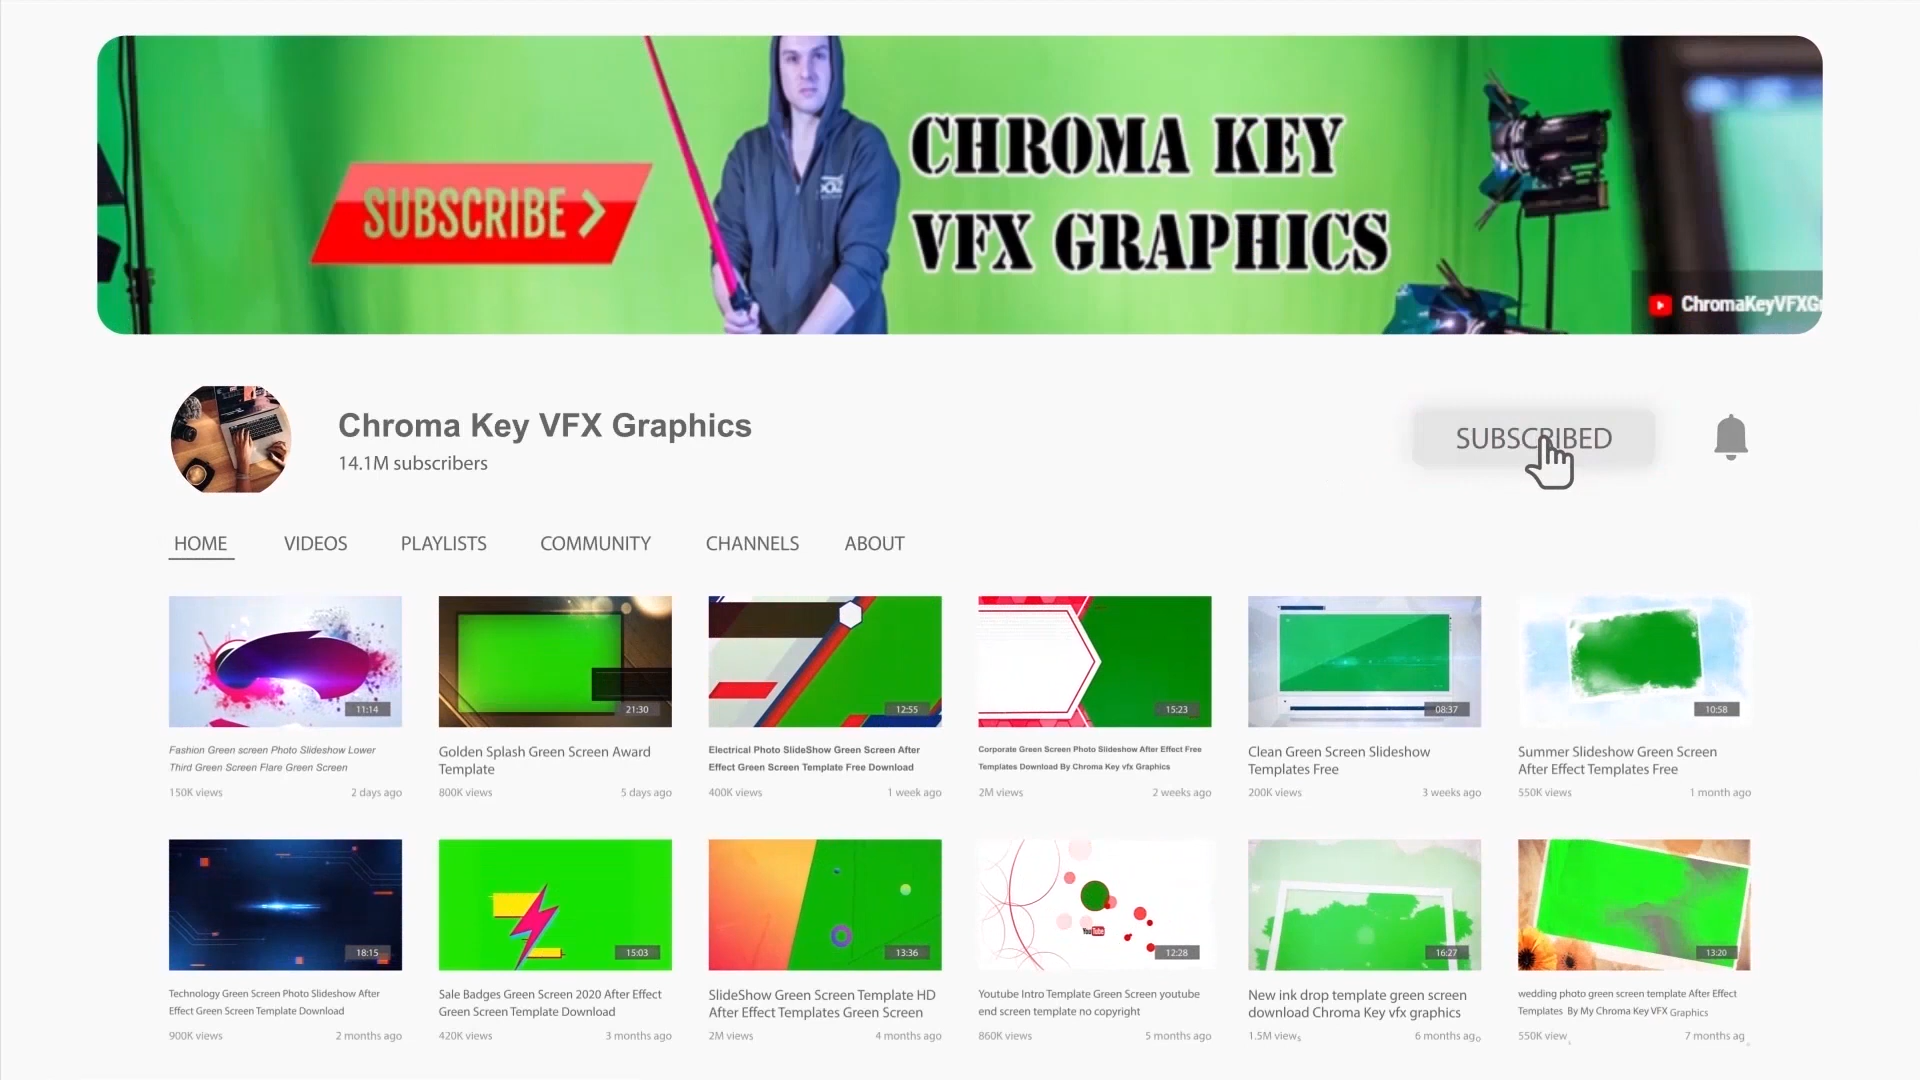 SUBSCRIBE >
CHROMA KEY
VFX GRAPHICS
ChromaKeyVFXGr
Chroma Key VFX Graphics
14.1M subscribers
SUBSCRIBED
HOME VIDEOS PLAYLISTS COMMUNITY CHANNELS ABOUT
11:14
21:30
12:55
15:23
08:37
10:58
Fashion Green screen Photo Slideshow Lower
Third Green Screen Flare Green Screen
150K views 2 days ago
Golden Splash Green Screen Award
Template
800K views 5 days ago
Electrical Photo SlideShow Green Screen After
Effect Green Screen Template Free Download
400K views 1 week ago
Corporate Green Screen Photo Slideshow After Effect Free
Templates Download By Chroma Key vfx Graphics
2M views 2 weeks ago
Clean Green Screen Slideshow
Templates Free
200K views 3 weeks ago
Summer Slideshow Green Screen
After Effect Templates Free
550K views 1 month ago
18:15
15:03
13:36
YouTube
12:28
16:27
13:20
Technology Green Screen Photo Slideshow After
Effect Green Screen Template Download
900K views 2 months ago
Sale Badges Green Screen 2020 After Effect
Green Screen Template Download
420K views 3 months ago
SlideShow Green Screen Template HD
After Effect Templates Green Screen
2M views 4 months ago
Youtube Intro Template Green Screen youtube
end screen template no copyright
860K views 5 months ago
New ink drop template green screen
download Chroma Key vfx graphics
1.5M views 6 months ago
wedding photo green screen template After Effect
Templates By My Chroma Key VFX Graphics
550K view 7 months ag